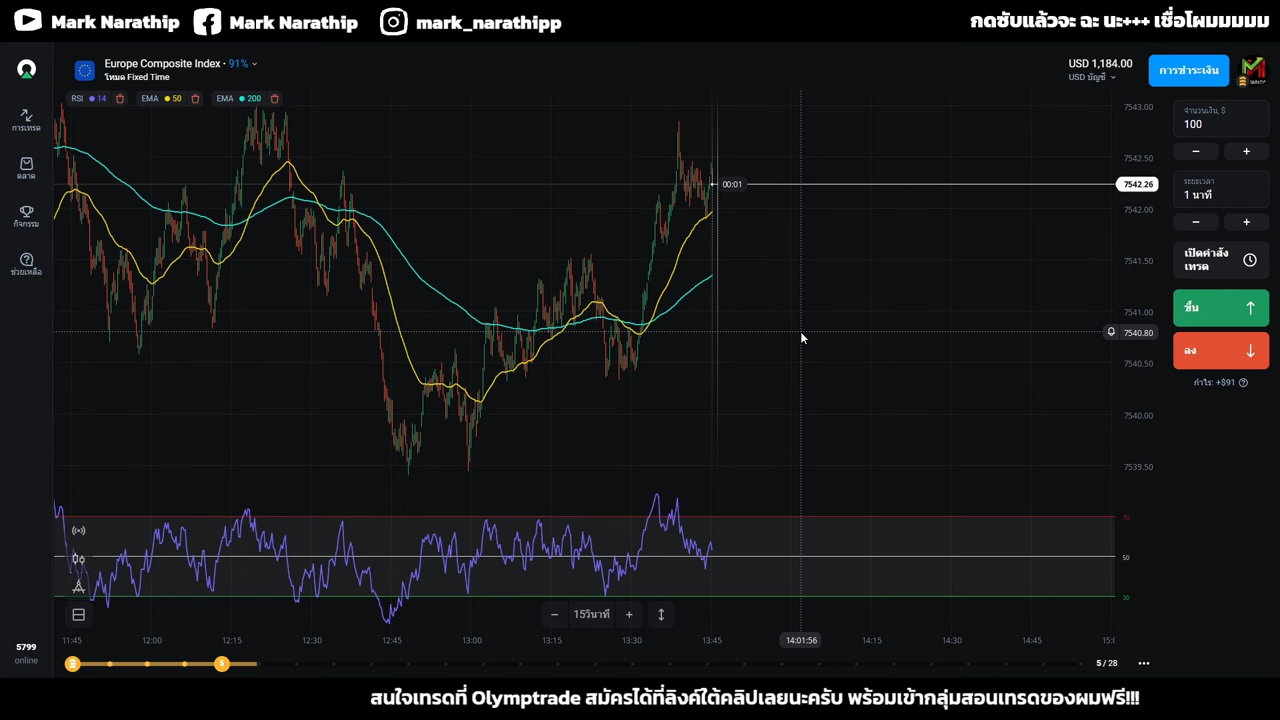 Mark Narathip Mark Narathip mark_narathipp กดซับแล้วจะ ฉะ นะ+++ เชื่อโผมมมมม
Europe Composite Index • 91%
โหมด Fixed Time
USD 1,184.00
USD บัญชี
การชำระเงิน
RSI 14 EMA 50 EMA 200
การเทรด
ตลาด
กิจกรรม
ช่วยเหลือ
7543.00
7542.50
00:01
7542.26
7542.00
7541.50
7541.00
7540.80
7540.50
7540.00
7539.50
จำนวนเงิน, $
100
− +
ระยะเวลา
1 นาที
− +
เปิดคำสั่ง
เทรด
ขึ้น
ลง
กำไร: +$91
70
50
30
− 15วินาที +
11:45 12:00 12:15 12:30 12:45 13:00 13:15 13:30 13:45 14:01:56 14:15 14:30 14:45 15:0
5799
online
5
5 / 28
สนใจเทรดที่ Olymptrade สมัครได้ที่ลิงค์ใต้คลิปเลยนะครับ พร้อมเข้ากลุ่มสอนเทรดของผมฟรี!!!